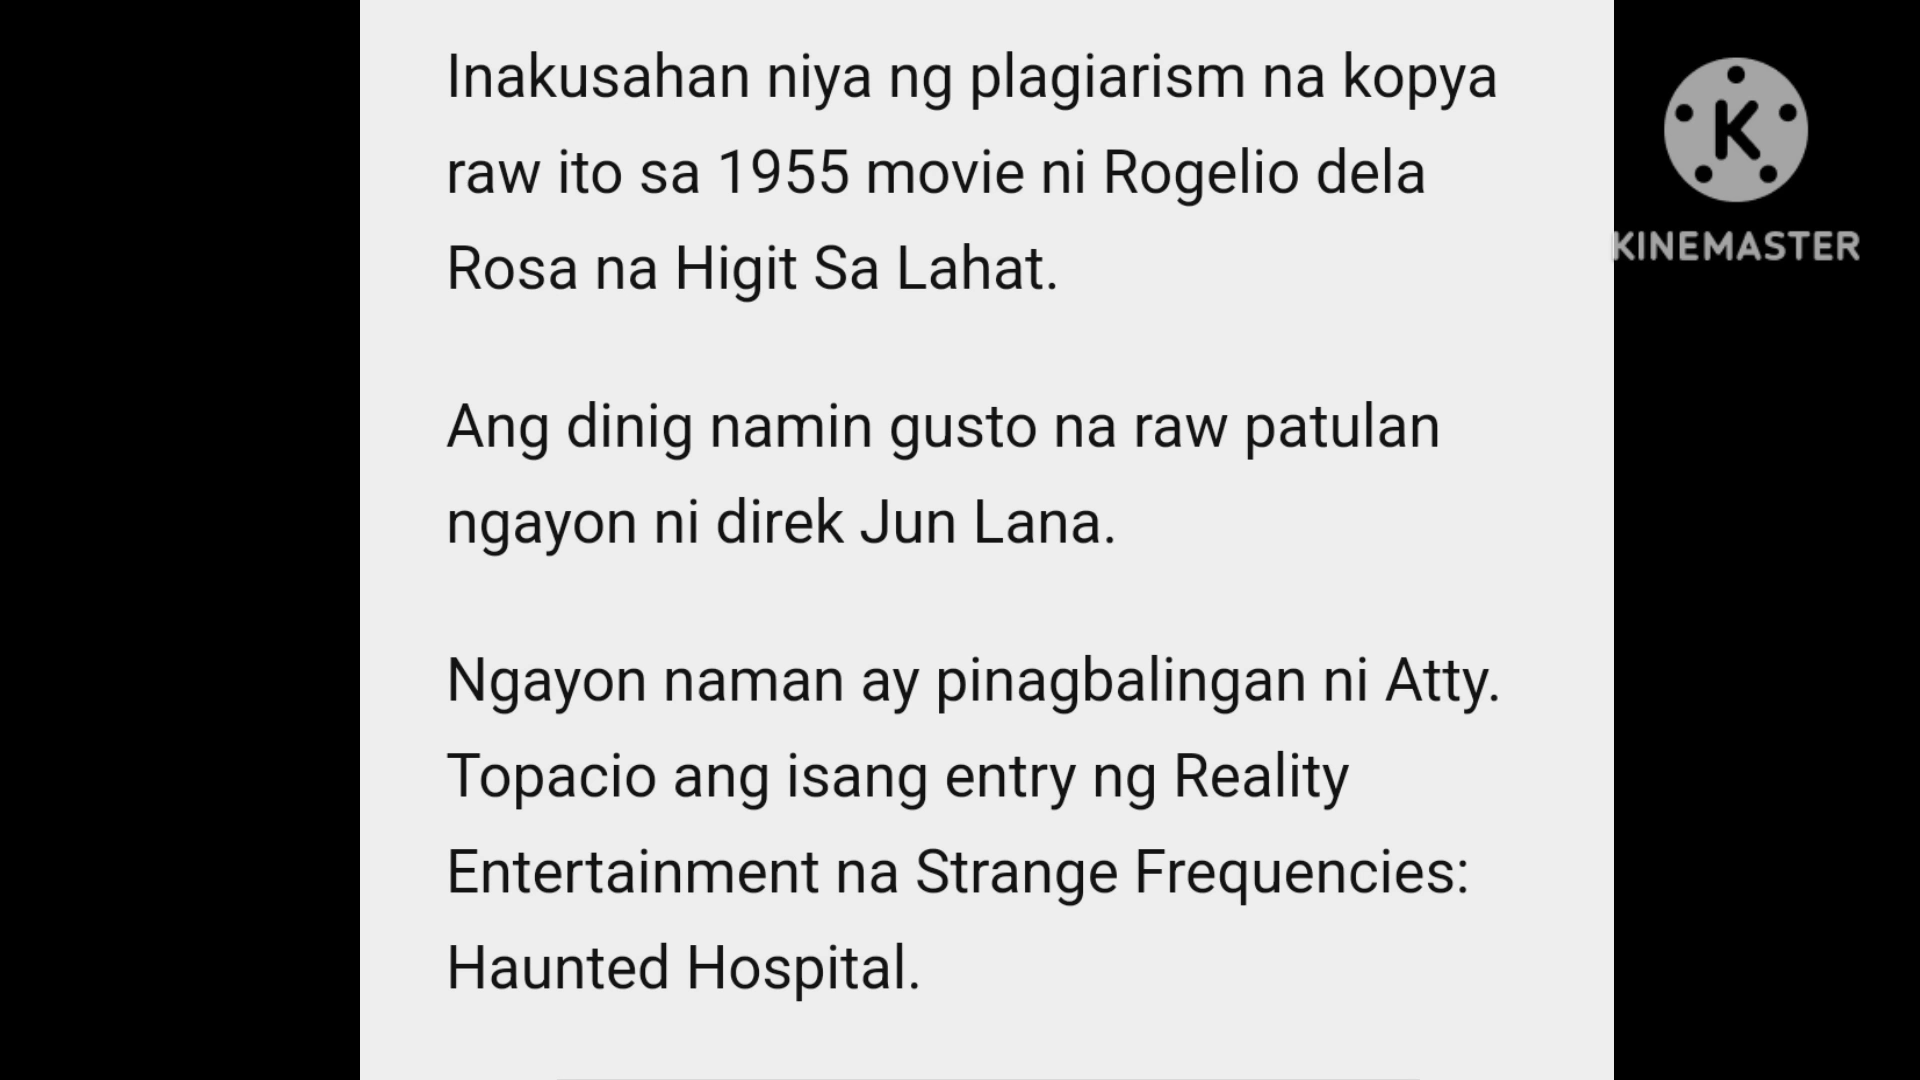 Inakusahan niya ng plagiarism na kopya
raw ito sa 1955 movie ni Rogelio dela
Rosa na Higit Sa Lahat.
Ang dinig namin gusto na raw patulan
ngayon ni direk Jun Lana.
Ngayon naman ay pinagbalingan ni Atty.
Topacio ang isang entry ng Reality
Entertainment na Strange Frequencies:
Haunted Hospital.
K
KINEMASTER